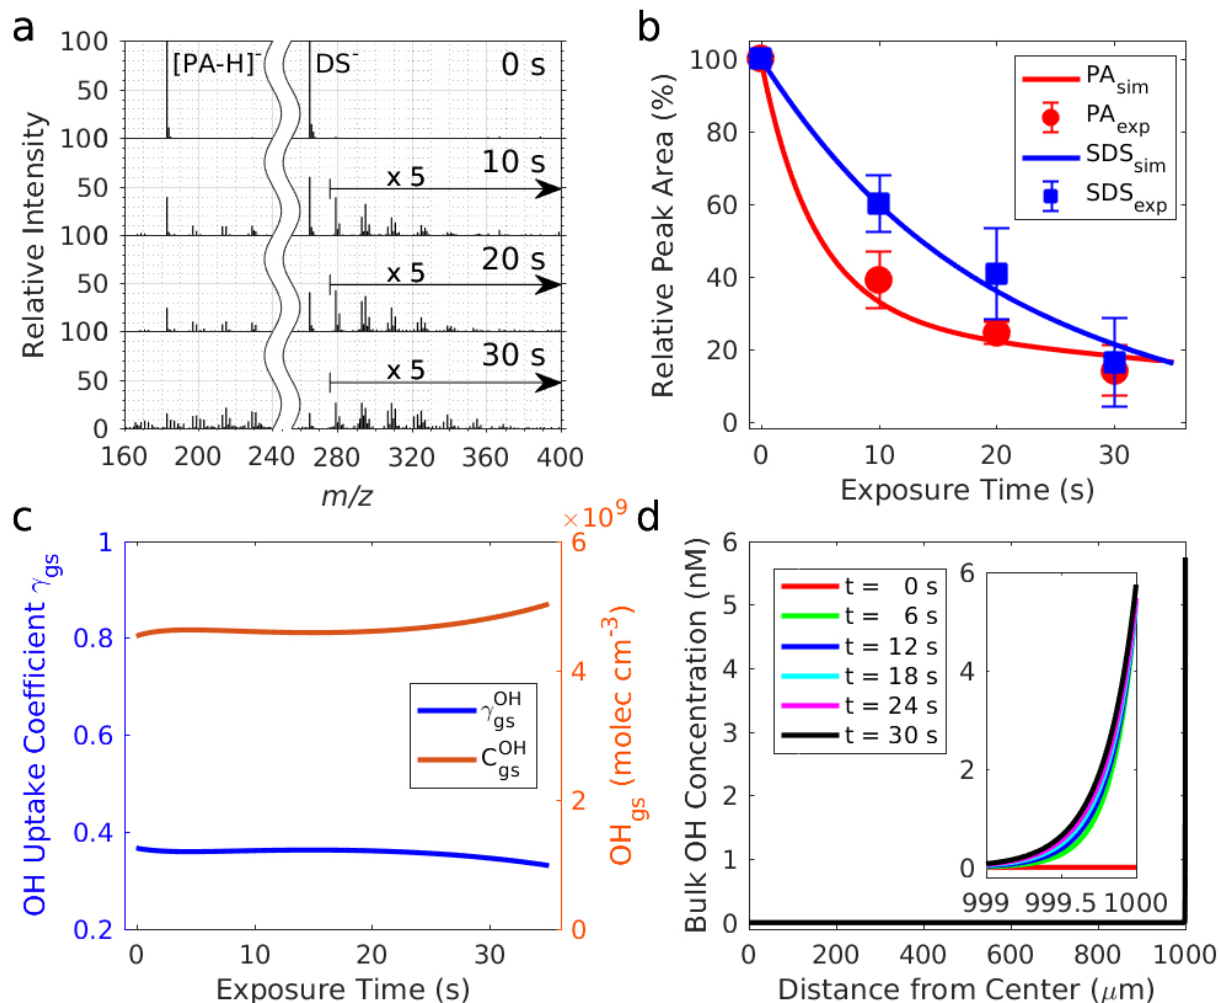 a
100
[PA-H]⁻
DS⁻
0 s
50
100
10 s
x 5
50
100
20 s
x 5
50
100
30 s
x 5
50
0
160 200 240 280 320 360 400
m/z
Relative Intensity
b
100
80
60
40
20
0
PA_sim
PA_exp
SDS_sim
SDS_exp
0 10 20 30
Exposure Time (s)
Relative Peak Area (%)
c
×10⁹
1
0.8
0.6
0.4
0.2
6
4
2
0
γ_gs^OH
C_gs^OH
0 10 20 30
Exposure Time (s)
OH Uptake Coefficient γ_gs
OH_gs (molec cm⁻³)
d
6
5
4
3
2
1
0
t = 0 s
t = 6 s
t = 12 s
t = 18 s
t = 24 s
t = 30 s
6
4
2
0
999 999.5 1000
0 200 400 600 800 1000
Distance from Center (μm)
Bulk OH Concentration (nM)